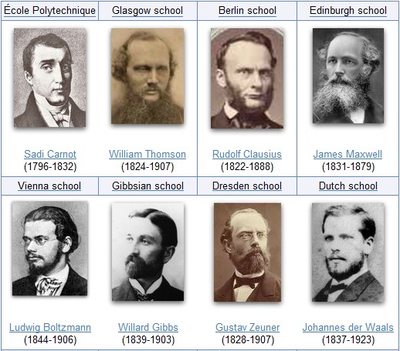 École Polytechnique Glasgow school Berlin school Edinburgh school
Sadi Carnot William Thomson Rudolf Clausius James Maxwell
(1796-1832) (1824-1907) (1822-1888) (1831-1879)
Vienna school Gibbsian school Dresden school Dutch school
Ludwig Boltzmann Willard Gibbs Gustav Zeuner Johannes der Waals
(1844-1906) (1839-1903) (1828-1907) (1837-1923)